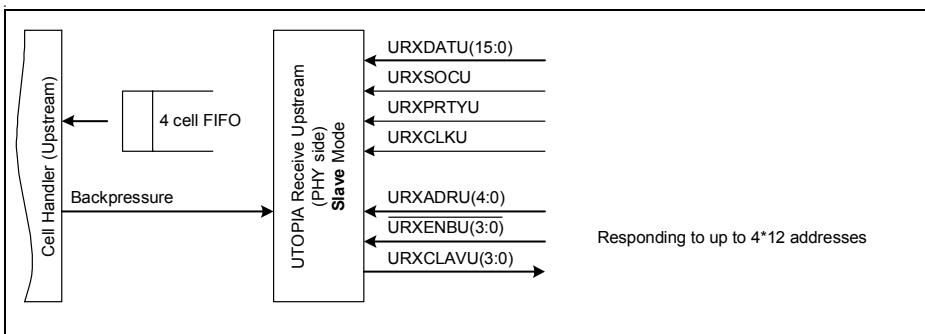 Cell Handler (Upstream)
4 cell FIFO
Backpressure
UTOPIA Receive Upstream
(PHY side)
Slave Mode
URXDATU(15:0)
URXSOCU
URXPRTYU
URXCLKU
URXADRU(4:0)
URXENBU(3:0)
URXCLAVU(3:0)
Responding to up to 4*12 addresses